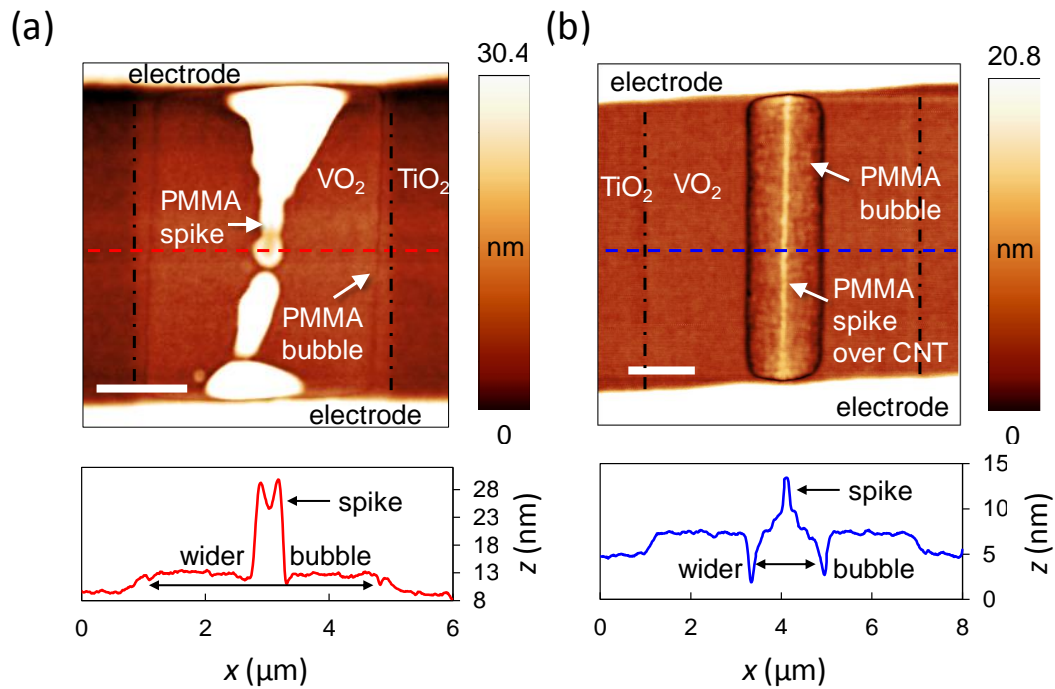 (a)
30.4
electrode
VO2
TiO2
PMMA
spike
nm
PMMA
bubble
electrode
0
28
23
18
13
8
z (nm)
spike
wider
bubble
0
2
4
6
x (μm)
(b)
20.8
electrode
TiO2
VO2
PMMA
bubble
nm
PMMA
spike
over CNT
electrode
0
15
10
5
0
z (nm)
spike
wider
bubble
0
2
4
6
8
x (μm)